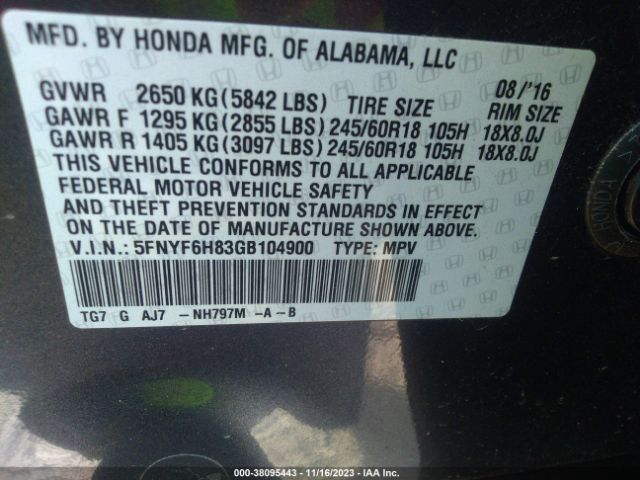 MFD. BY HONDA MFG. OF ALABAMA, LLC
08/'16
GVWR 2650 KG(5842 LBS) TIRE SIZE RIM SIZE
GAWR F 1295 KG(2855 LBS)245/60R18 105H 18X8.0J
GAWR R 1405 KG(3097 LBS)245/60R18 105H 18X8.0J
THIS VEHICLE CONFORMS TO ALL APPLICABLE
FEDERAL MOTOR VEHICLE SAFETY
AND THEFT PREVENTION STANDARDS IN EFFECT
ON THE DATE OF MANUFACTURE SHOWN ABOVE.
V.I.N.: 5FNYF6H83GB104900 TYPE: MPV
TG7 G AJ7 -NH797M -A-B
HONDA
© Stock #: 38095443 - 11/16/2023 - IAA Inc.